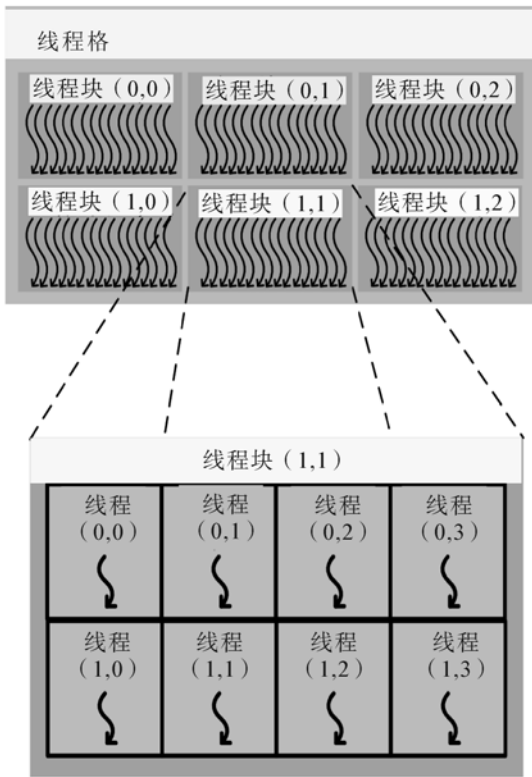 线程格
线程块（0,0） 线程块（0,1） 线程块（0,2）
线程块（1,0） 线程块（1,1） 线程块（1,2）
线程块（1,1）
线程 线程 线程 线程
(0,0) (0,1) (0,2) (0,3)
线程 线程 线程 线程
(1,0) (1,1) (1,2) (1,3)